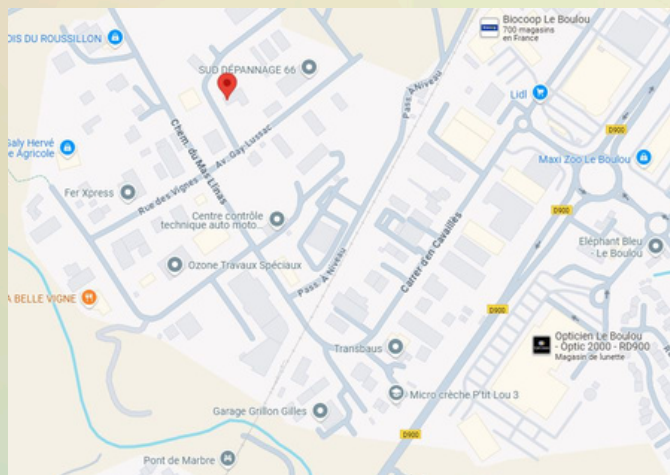 Biocoop Le Boulou
700 magasins
en France
OIS DU ROUSSILLON
SUD DÉPANNAGE 66
Pass. À Niveau
Lidl
D900
Chem. du Mas Llinas
Saly Hervé
e Agricole
Av. Gay-Lussac
Maxi Zoo Le Boulou
Fer Xpress
Rue des Vignes
Centre contrôle
technique auto moto...
D900
Carrer d'en Cavaillès
Eléphant Bleu
- Le Boulou
Ozone Travaux Spéciaux
Pass. À Niveau
A BELLE VIGNE
D900
Transbaus
Opticien Le Boulou
- Optic 2000 - RD900
Magasin de lunette
Micro crèche P'tit Lou 3
Garage Grillon Gilles
D900
Pont de Marbre